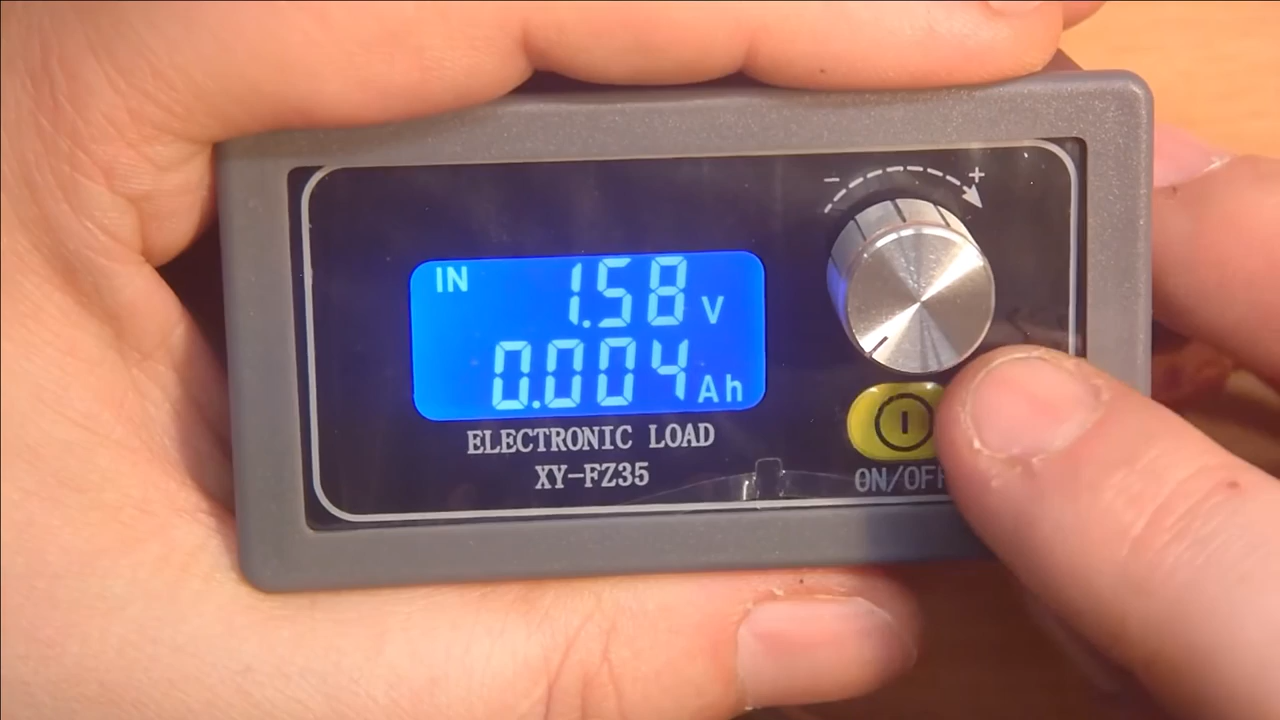 - +
IN 1.58 V
0.004 Ah
ELECTRONIC LOAD
XY-FZ35
ON/OFF